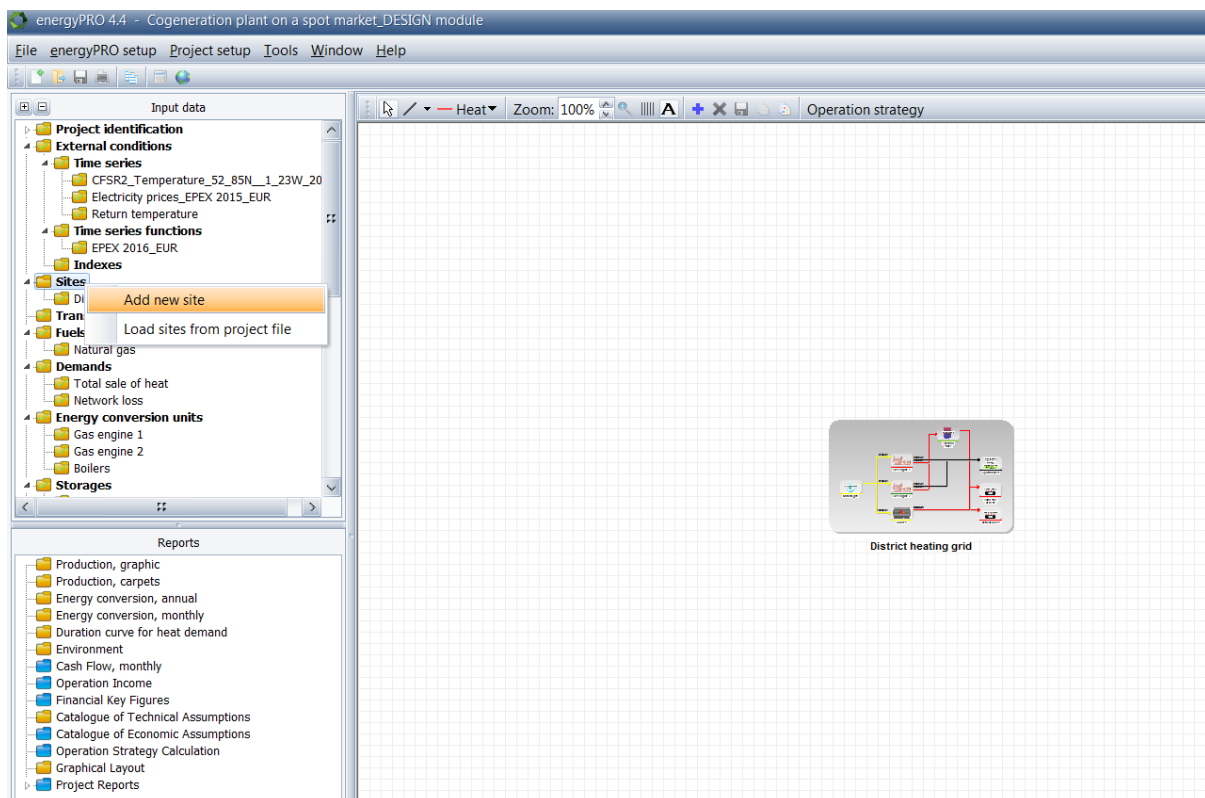 energyPRO 4.4 - Cogeneration plant on a spot market_DESIGN module
File energyPRO setup Project setup Tools Window Help
Input data
Heat Zoom: 100% A Operation strategy
Project identification
External conditions
Time series
CFSR2_Temperature_52_85N__1_23W_20
Electricity prices_EPEX 2015_EUR
Return temperature
Time series functions
EPEX 2016_EUR
Indexes
Sites
Di
Add new site
Tran
Load sites from project file
Fuels
Natural gas
Demands
Total sale of heat
Network loss
Energy conversion units
Gas engine 1
Gas engine 2
Boilers
Storages
District heating grid
Reports
Production, graphic
Production, carpets
Energy conversion, annual
Energy conversion, monthly
Duration curve for heat demand
Environment
Cash Flow, monthly
Operation Income
Financial Key Figures
Catalogue of Technical Assumptions
Catalogue of Economic Assumptions
Operation Strategy Calculation
Graphical Layout
Project Reports